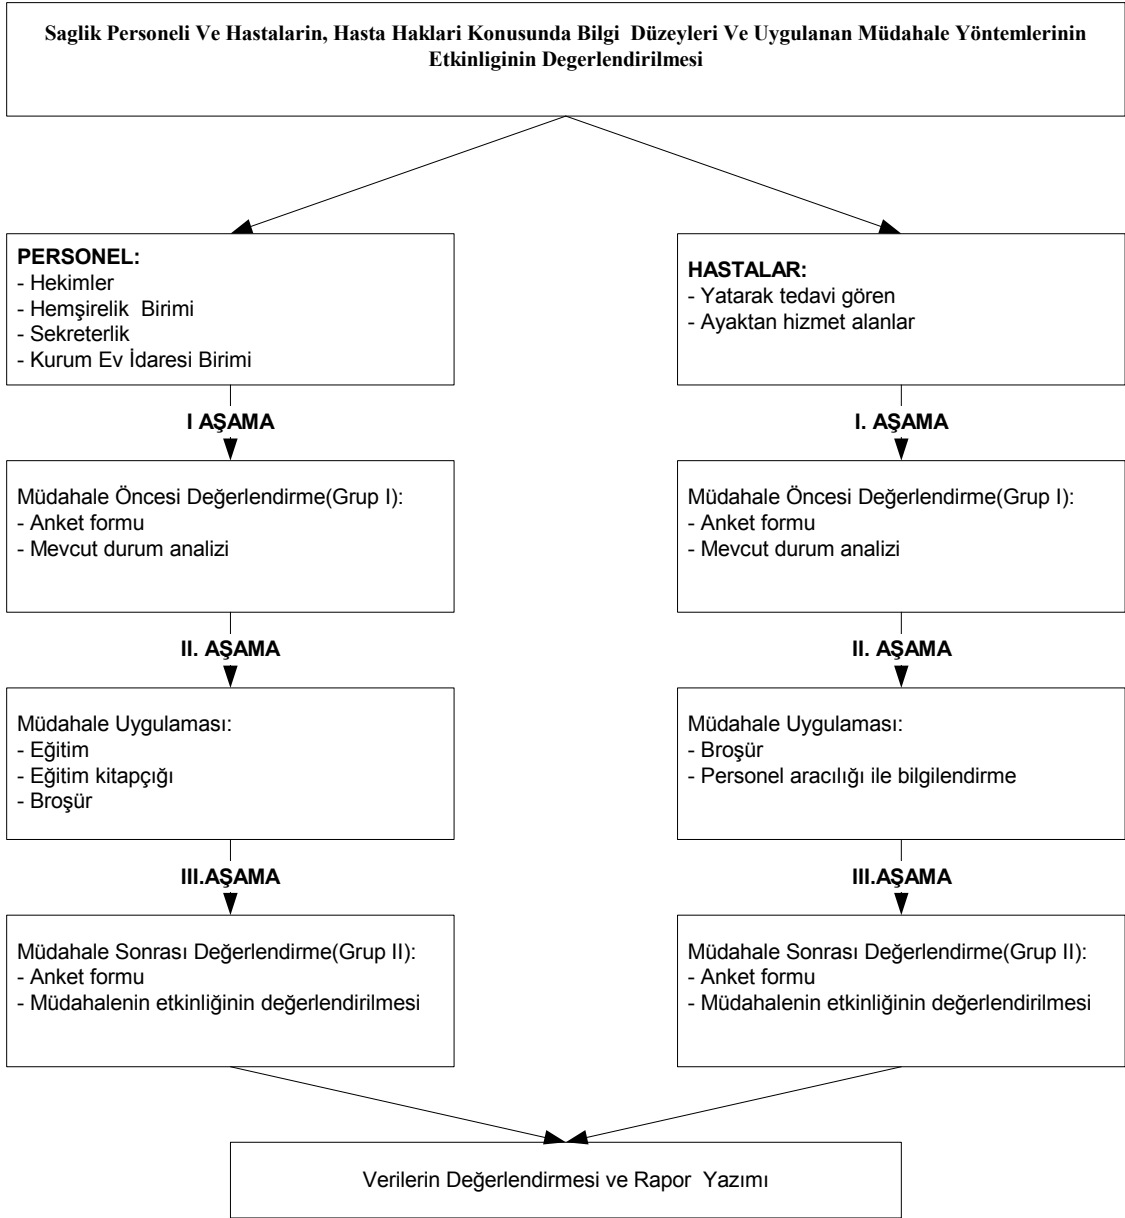 Saglik Personeli Ve Hastalarin, Hasta Haklari Konusunda Bilgi Düzeyleri Ve Uygulanan Müdahale Yöntemlerinin
Etkinliginin Degerlendirilmesi
PERSONEL:
- Hekimler
- Hemşirelik Birimi
- Sekreterlik
- Kurum Ev İdaresi Birimi
HASTALAR:
- Yatarak tedavi gören
- Ayaktan hizmet alanlar
I AŞAMA
I. AŞAMA
Müdahale Öncesi Değerlendirme(Grup I):
- Anket formu
- Mevcut durum analizi
Müdahale Öncesi Değerlendirme(Grup I):
- Anket formu
- Mevcut durum analizi
II. AŞAMA
II. AŞAMA
Müdahale Uygulaması:
- Eğitim
- Eğitim kitapçığı
- Broşür
Müdahale Uygulaması:
- Broşür
- Personel aracılığı ile bilgilendirme
III.AŞAMA
III.AŞAMA
Müdahale Sonrası Değerlendirme(Grup II):
- Anket formu
- Müdahalenin etkinliğinin değerlendirilmesi
Müdahale Sonrası Değerlendirme(Grup II):
- Anket formu
- Müdahalenin etkinliğinin değerlendirilmesi
Verilerin Değerlendirmesi ve Rapor Yazımı